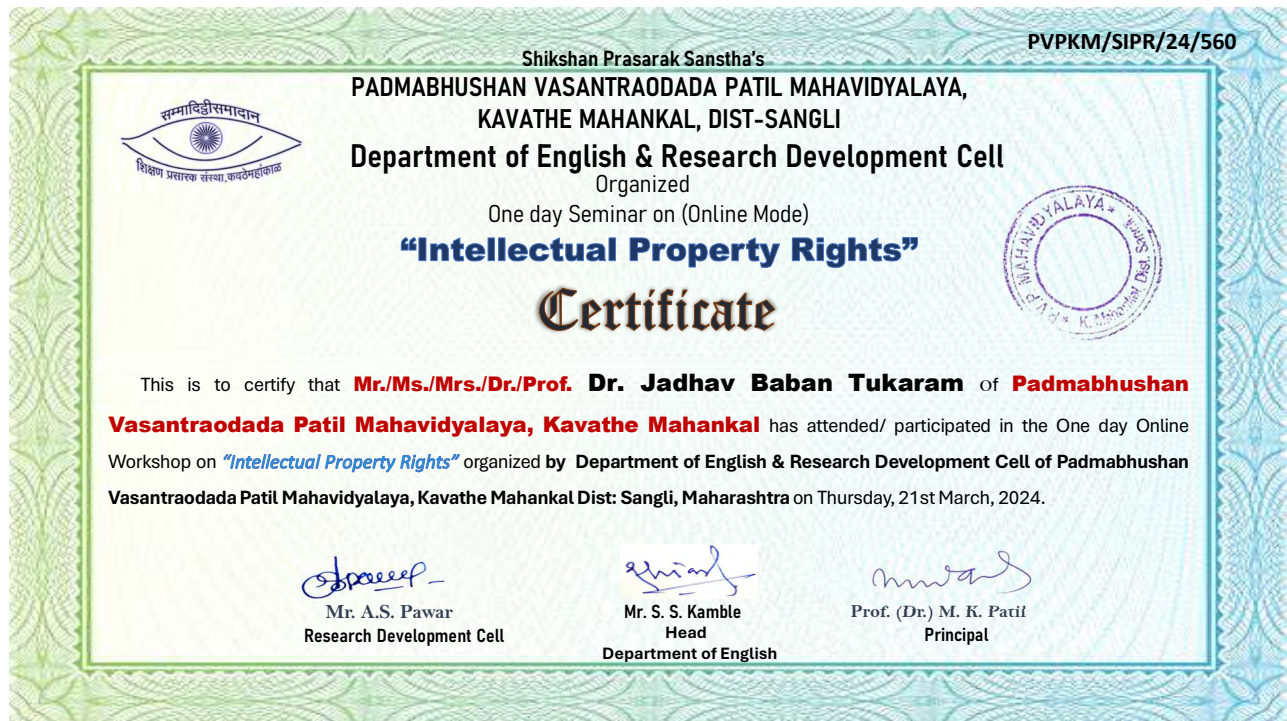 PVPKM/SIPR/24/560
Shikshan Prasarak Sanstha's
PADMABHUSHAN VASANTRAODADA PATIL MAHAVIDYALAYA,
KAVATHE MAHANKAL, DIST-SANGLI
सम्मादिट्ठीसमादान
शिक्षण प्रसारक संस्था,कवठेमहांकाळ
Department of English & Research Development Cell
Organized
One day Seminar on (Online Mode)
“Intellectual Property Rights”
P.V.P. MAHAVIDYALAYA * K. Mahankal, Dist. Sangli. *
Certificate
This is to certify that Mr./Ms./Mrs./Dr./Prof. Dr. Jadhav Baban Tukaram of Padmabhushan
Vasantraodada Patil Mahavidyalaya, Kavathe Mahankal has attended/ participated in the One day Online
Workshop on “Intellectual Property Rights” organized by Department of English & Research Development Cell of Padmabhushan
Vasantraodada Patil Mahavidyalaya, Kavathe Mahankal Dist: Sangli, Maharashtra on Thursday, 21st March, 2024.
Mr. A.S. Pawar
Research Development Cell
Mr. S. S. Kamble
Head
Department of English
Prof. (Dr.) M. K. Patil
Principal